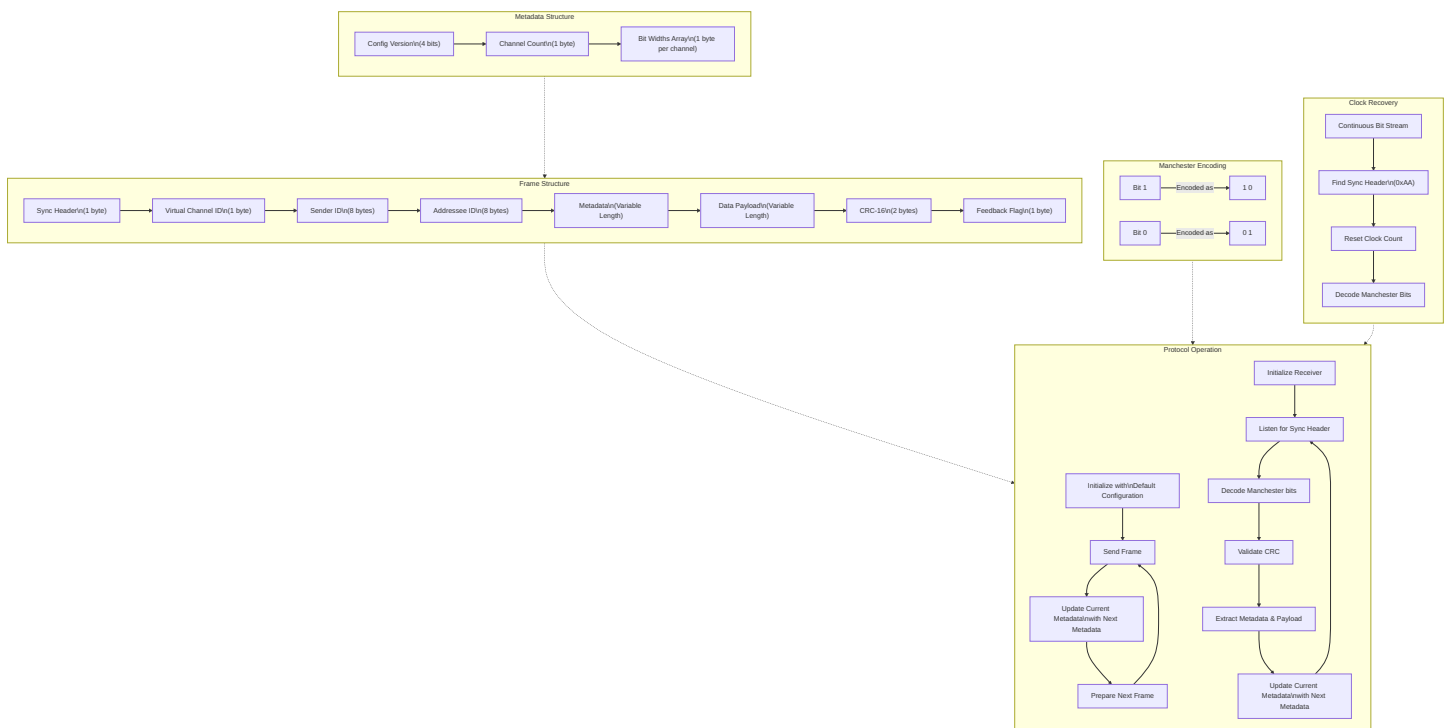 Metadata Structure
Config Version\n(4 bits)
Channel Count\n(1 byte)
Bit Widths Array\n(1 byte
per channel)
Frame Structure
Sync Header\n(1 byte)
Virtual Channel ID\n(1 byte)
Sender ID\n(8 bytes)
Addressee ID\n(8 bytes)
Metadata\n(Variable
Length)
Data Payload\n(Variable
Length)
CRC-16\n(2 bytes)
Feedback Flag\n(1 byte)
Manchester Encoding
Bit 1
Encoded as
1 0
Bit 0
Encoded as
0 1
Clock Recovery
Continuous Bit Stream
Find Sync Header\n(0xAA)
Reset Clock Count
Decode Manchester Bits
Protocol Operation
Initialize with\nDefault
Configuration
Send Frame
Update Current
Metadata\nwith Next
Metadata
Prepare Next Frame
Initialize Receiver
Listen for Sync Header
Decode Manchester bits
Validate CRC
Extract Metadata & Payload
Update Current
Metadata\nwith Next
Metadata